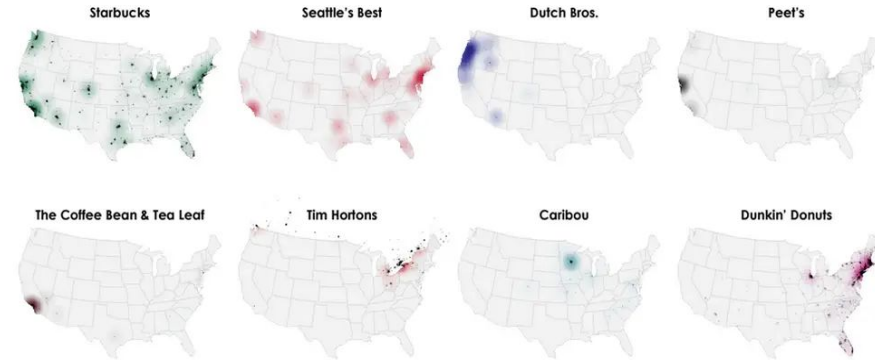 Starbucks
Seattle's Best
Dutch Bros.
Peet's
The Coffee Bean & Tea Leaf
Tim Hortons
Caribou
Dunkin' Donuts